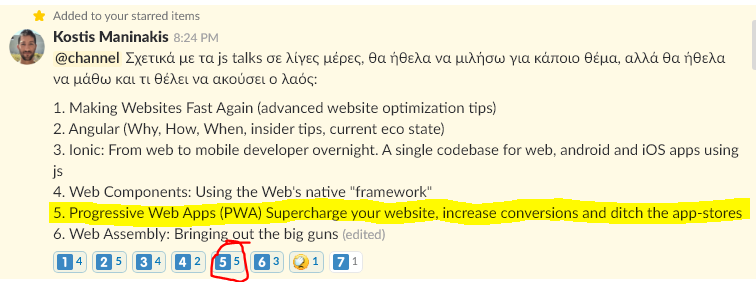 Added to your starred items
Kostis Maninakis 8:24 PM
@channel Σχετικά με τα js talks σε λίγες μέρες, θα ήθελα να μιλήσω για κάποιο θέμα, αλλά θα ήθελα
να μάθω και τι θέλει να ακούσει ο λαός:
1. Making Websites Fast Again (advanced website optimization tips)
2. Angular (Why, How, When, insider tips, current eco state)
3. Ionic: From web to mobile developer overnight. A single codebase for web, android and iOS apps using
js
4. Web Components: Using the Web's native "framework"
5. Progressive Web Apps (PWA) Supercharge your website, increase conversions and ditch the app-stores
6. Web Assembly: Bringing out the big guns (edited)
1 4 2 5 3 4 4 2 5 5 6 3 1 7 1